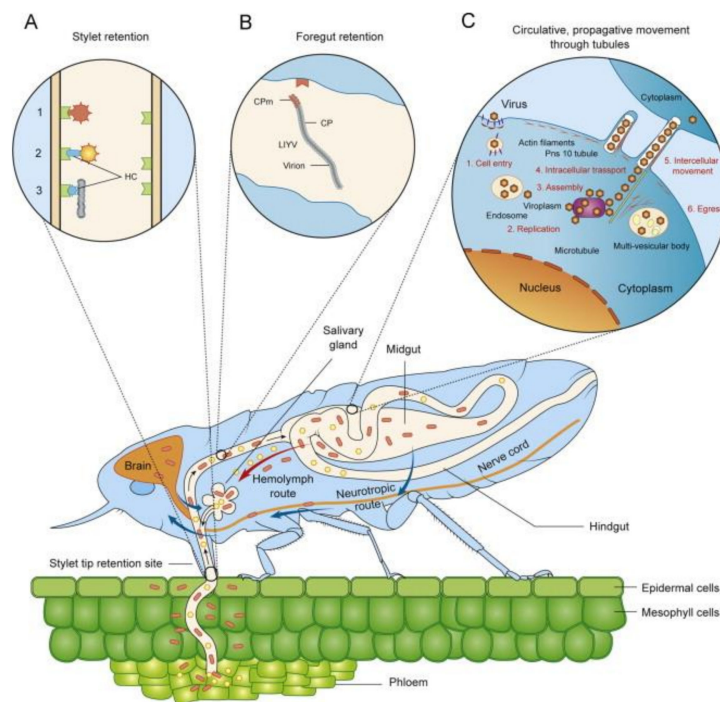 A
Stylet retention
1
2
3
HC
B
Foregut retention
CPm
CP
LIYV
Virion
C
Circulative, propagative movement
through tubules
Cytoplasm
Virus
Actin filaments
Pns 10 tubule
1. Cell entry
4. Intracellular transport
5. Intercellular
movement
3. Assembly
Viroplasm
Endosome
2. Replication
6. Egres
Microtubule
Multi-vesicular body
Nucleus
Cytoplasm
Salivary
gland
Midgut
Brain
Hemolymph
route
Neurotropic
route
Nerve cord
Hindgut
Stylet tip retention site
Epidermal cells
Mesophyll cells
Phloem